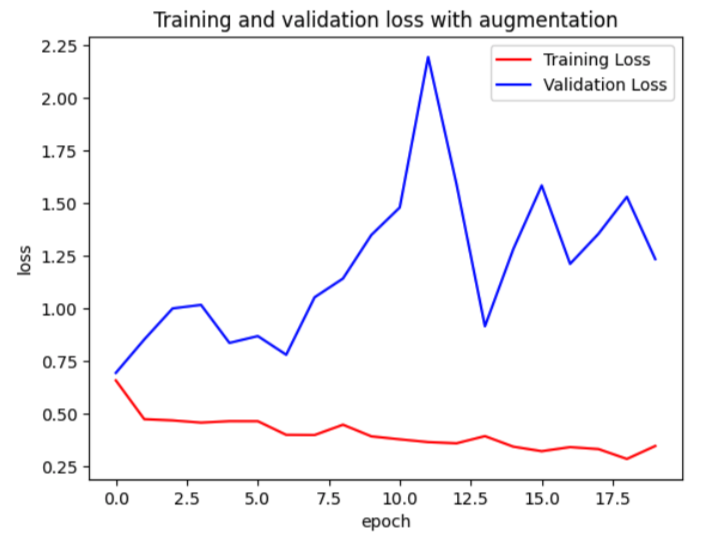 Training and validation loss with augmentation
2.25
2.00
1.75
1.50
1.25
1.00
0.75
0.50
0.25
loss
Training Loss
Validation Loss
0.0 2.5 5.0 7.5 10.0 12.5 15.0 17.5
epoch